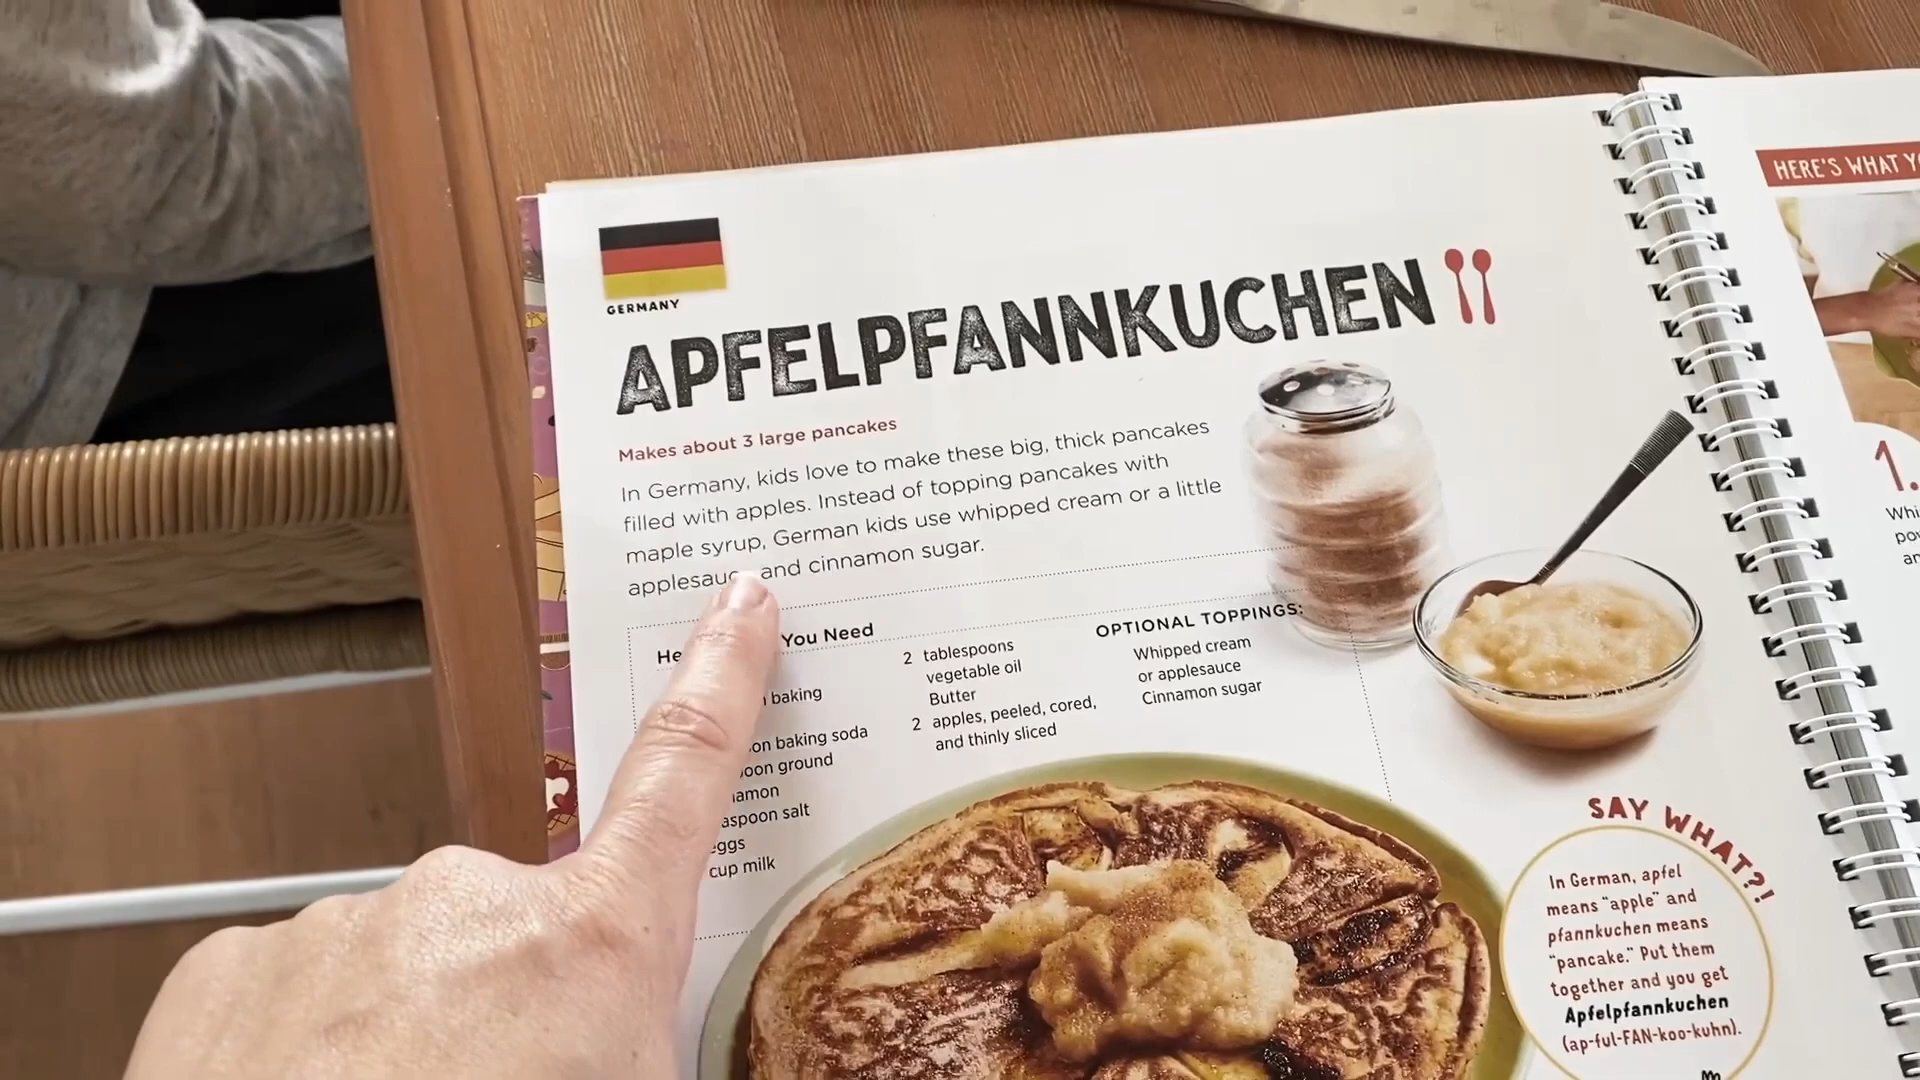 GERMANY
APFELPFANNKUCHEN
Makes about 3 large pancakes
In Germany, kids love to make these big, thick pancakes
filled with apples. Instead of topping pancakes with
maple syrup, German kids use whipped cream or a little
and cinnamon sugar.
You Need
baking
baking soda
ground
salt
cup milk
2 tablespoons
vegetable oil
Butter
2 apples, peeled, cored,
and thinly sliced
OPTIONAL TOPPINGS:
Whipped cream
or applesauce
Cinnamon sugar
SAY WHAT?!
In German, apfel
means "apple" and
pfannkuchen means
"pancake." Put them
together and you get
Apfelpfannkuchen
(ap-ful-FAN-koo-kuhn).
HERE'S WHAT
1.